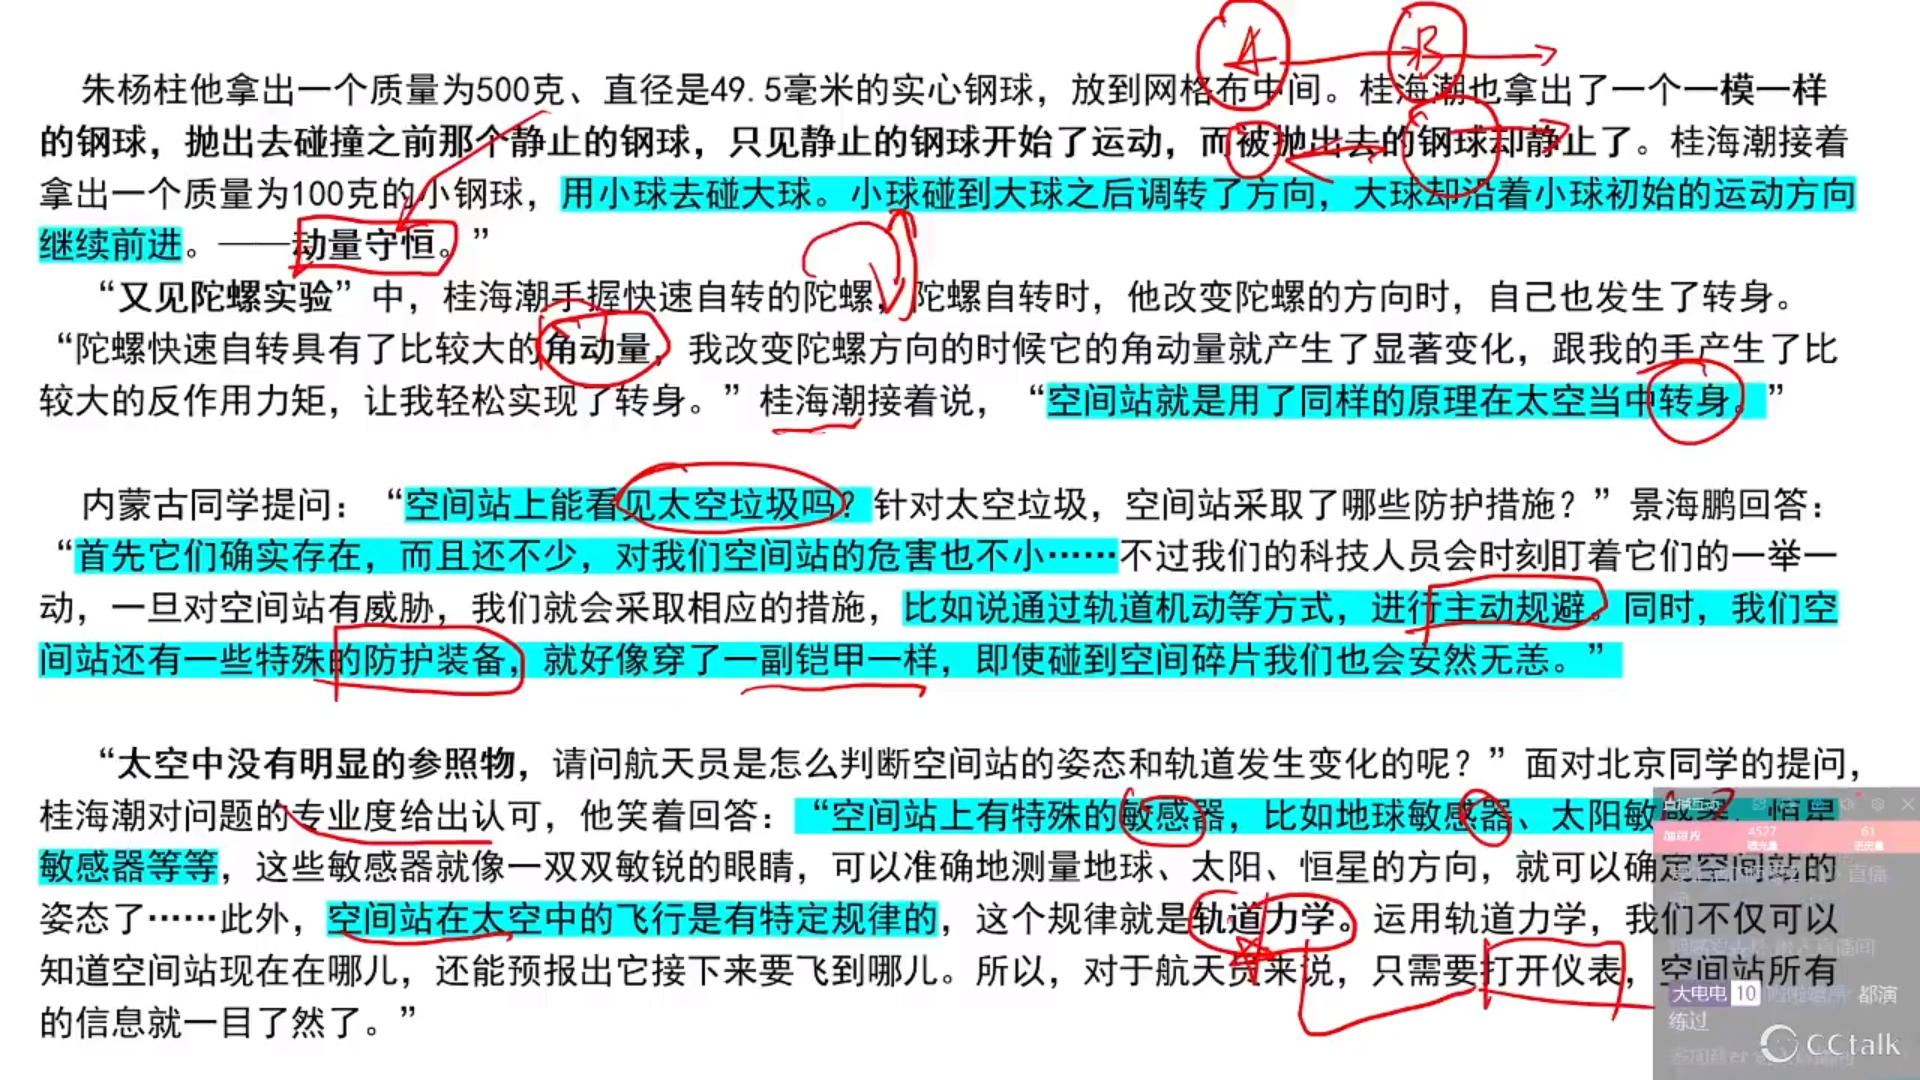 A B
朱杨柱他拿出一个质量为500克、直径是49.5毫米的实心钢球，放到网格布中间。桂海潮也拿出了一个一模一样
的钢球，抛出去碰撞之前那个静止的钢球，只见静止的钢球开始了运动，而被抛出去的钢球却静止了。桂海潮接着
拿出一个质量为100克的小钢球，用小球去碰大球。小球碰到大球之后调转了方向，大球却沿着小球初始的运动方向
继续前进。——动量守恒。”
“又见陀螺实验”中，桂海潮手握快速自转的陀螺，陀螺自转时，他改变陀螺的方向时，自己也发生了转身。
“陀螺快速自转具有了比较大的角动量，我改变陀螺方向的时候它的角动量就产生了显著变化，跟我的手产生了比
较大的反作用力矩，让我轻松实现了转身。”桂海潮接着说，“空间站就是用了同样的原理在太空当中转身。”
内蒙古同学提问：“空间站上能看见太空垃圾吗？针对太空垃圾，空间站采取了哪些防护措施？”景海鹏回答：
“首先它们确实存在，而且还不少，对我们空间站的危害也不小……不过我们的科技人员会时刻盯着它们的一举一
动，一旦对空间站有威胁，我们就会采取相应的措施，比如说通过轨道机动等方式，进行主动规避。同时，我们空
间站还有一些特殊的防护装备，就好像穿了一副铠甲一样，即使碰到空间碎片我们也会安然无恙。”
“太空中没有明显的参照物，请问航天员是怎么判断空间站的姿态和轨道发生变化的呢？”面对北京同学的提问，
桂海潮对问题的专业度给出认可，他笑着回答：“空间站上有特殊的敏感器，比如地球敏感器、太阳敏感器、恒星
敏感器等等，这些敏感器就像一双双敏锐的眼睛，可以准确地测量地球、太阳、恒星的方向，就可以确定空间站的
姿态了……此外，空间站在太空中的飞行是有特定规律的，这个规律就是轨道力学。运用轨道力学，我们不仅可以
知道空间站现在在哪儿，还能预报出它接下来要飞到哪儿。所以，对于航天员来说，只需要打开仪表，空间站所有
的信息就一目了然了。”
直播互动
4527 61
曝光量
大电电 10 都演
练过
CCtalk